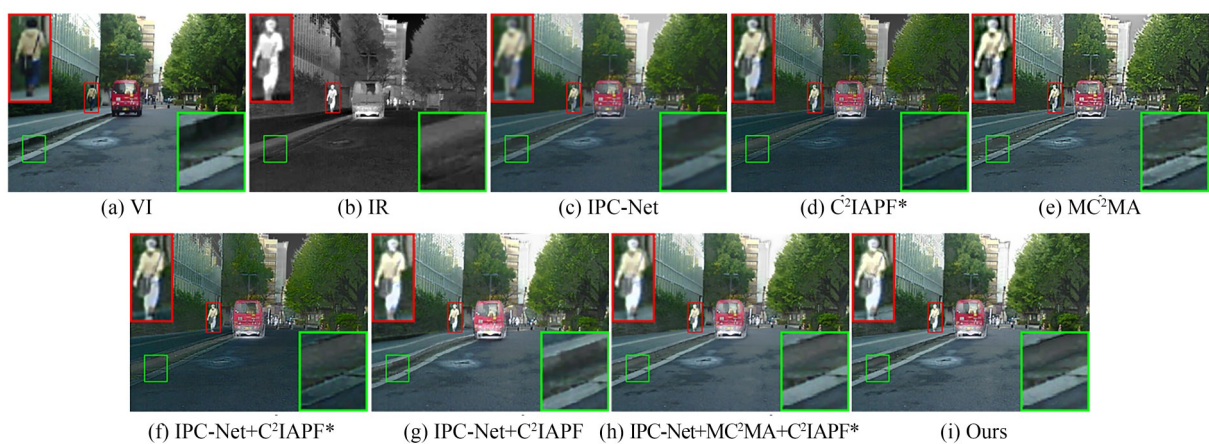 (a) VI (b) IR (c) IPC-Net (d) C²IAPF* (e) MC²MA
(f) IPC-Net+C²IAPF* (g) IPC-Net+C²IAPF (h) IPC-Net+MC²MA+C²IAPF* (i) Ours